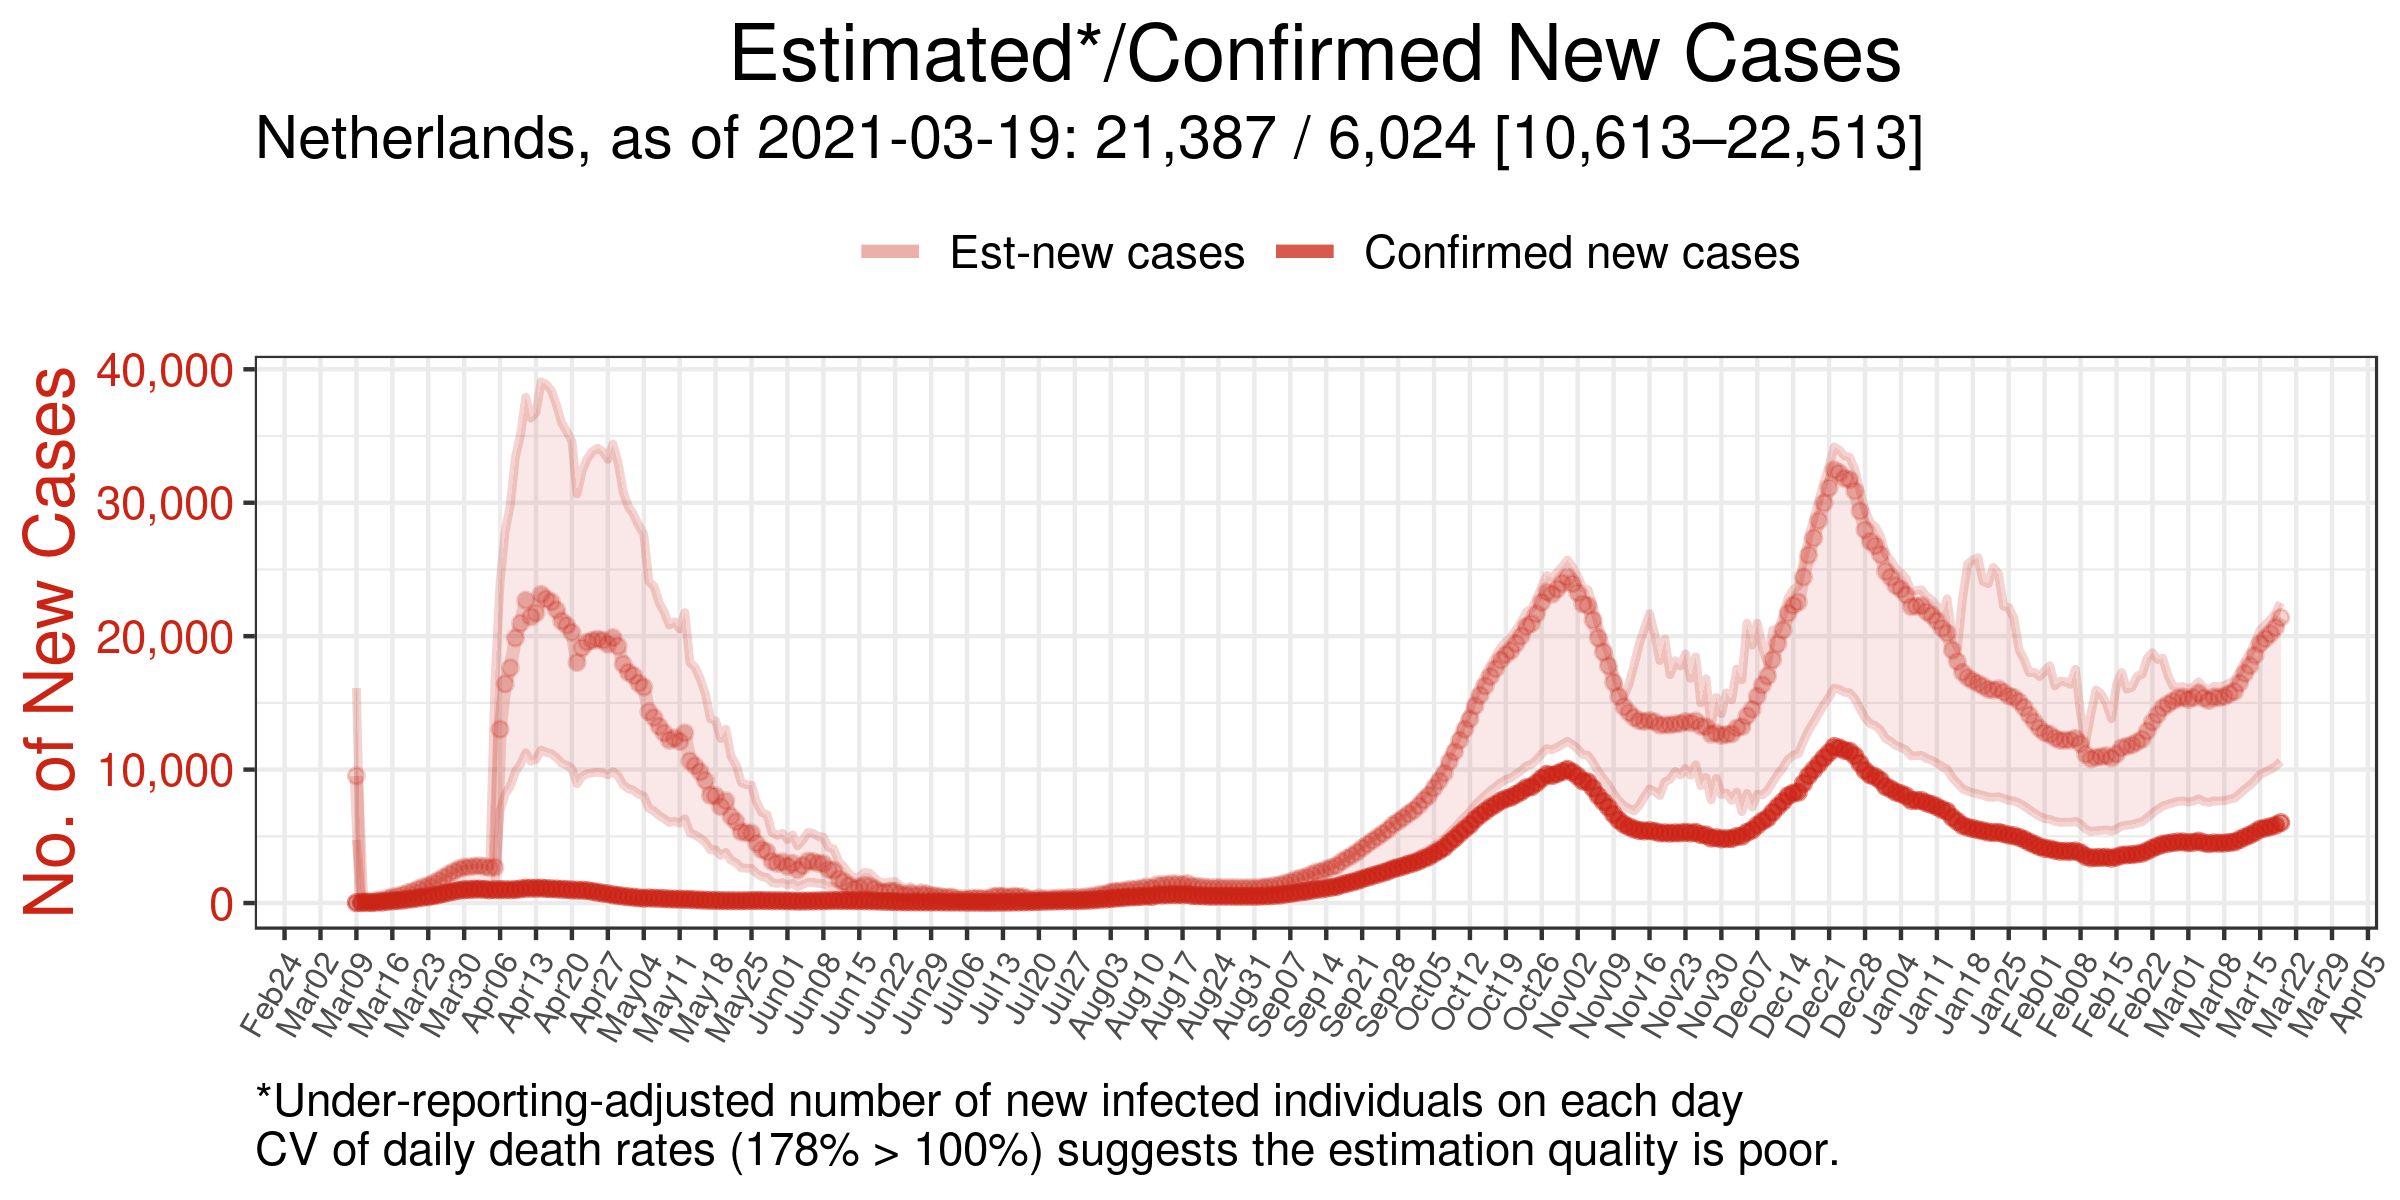 Estimated*/Confirmed New Cases
Netherlands, as of 2021-03-19: 21,387 / 6,024 [10,613–22,513]
Est-new cases Confirmed new cases
No. of New Cases
40,000
30,000
20,000
10,000
0
Feb24 Mar02 Mar09 Mar16 Mar23 Mar30 Apr06 Apr13 Apr20 Apr27 May04 May11 May18 May25 Jun01 Jun08 Jun15 Jun22 Jun29 Jul06 Jul13 Jul20 Jul27 Aug03 Aug10 Aug17 Aug24 Aug31 Sep07 Sep14 Sep21 Sep28 Oct05 Oct12 Oct19 Oct26 Nov02 Nov09 Nov16 Nov23 Nov30 Dec07 Dec14 Dec21 Dec28 Jan04 Jan11 Jan18 Jan25 Feb01 Feb08 Feb15 Feb22 Mar01 Mar08 Mar15 Mar22 Mar29 Apr05
*Under-reporting-adjusted number of new infected individuals on each day
CV of daily death rates (178% > 100%) suggests the estimation quality is poor.